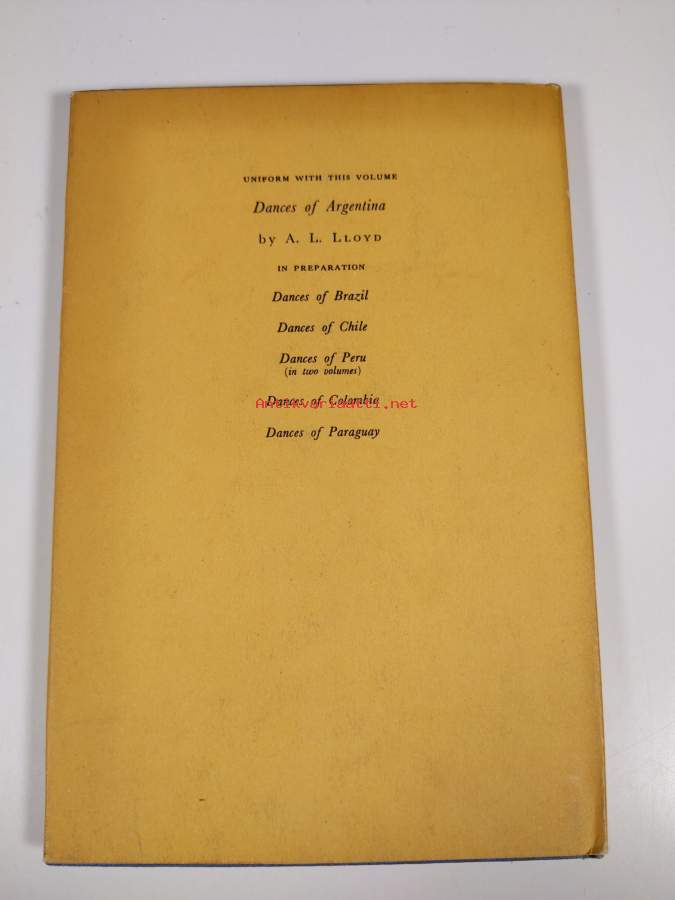 UNIFORM WITH THIS VOLUME
Dances of Argentina
by A. L. LLOYD
IN PREPARATION
Dances of Brazil
Dances of Chile
Dances of Peru
(in two volumes)
Dances of Colombia
Antikvariaatti.net
Dances of Paraguay